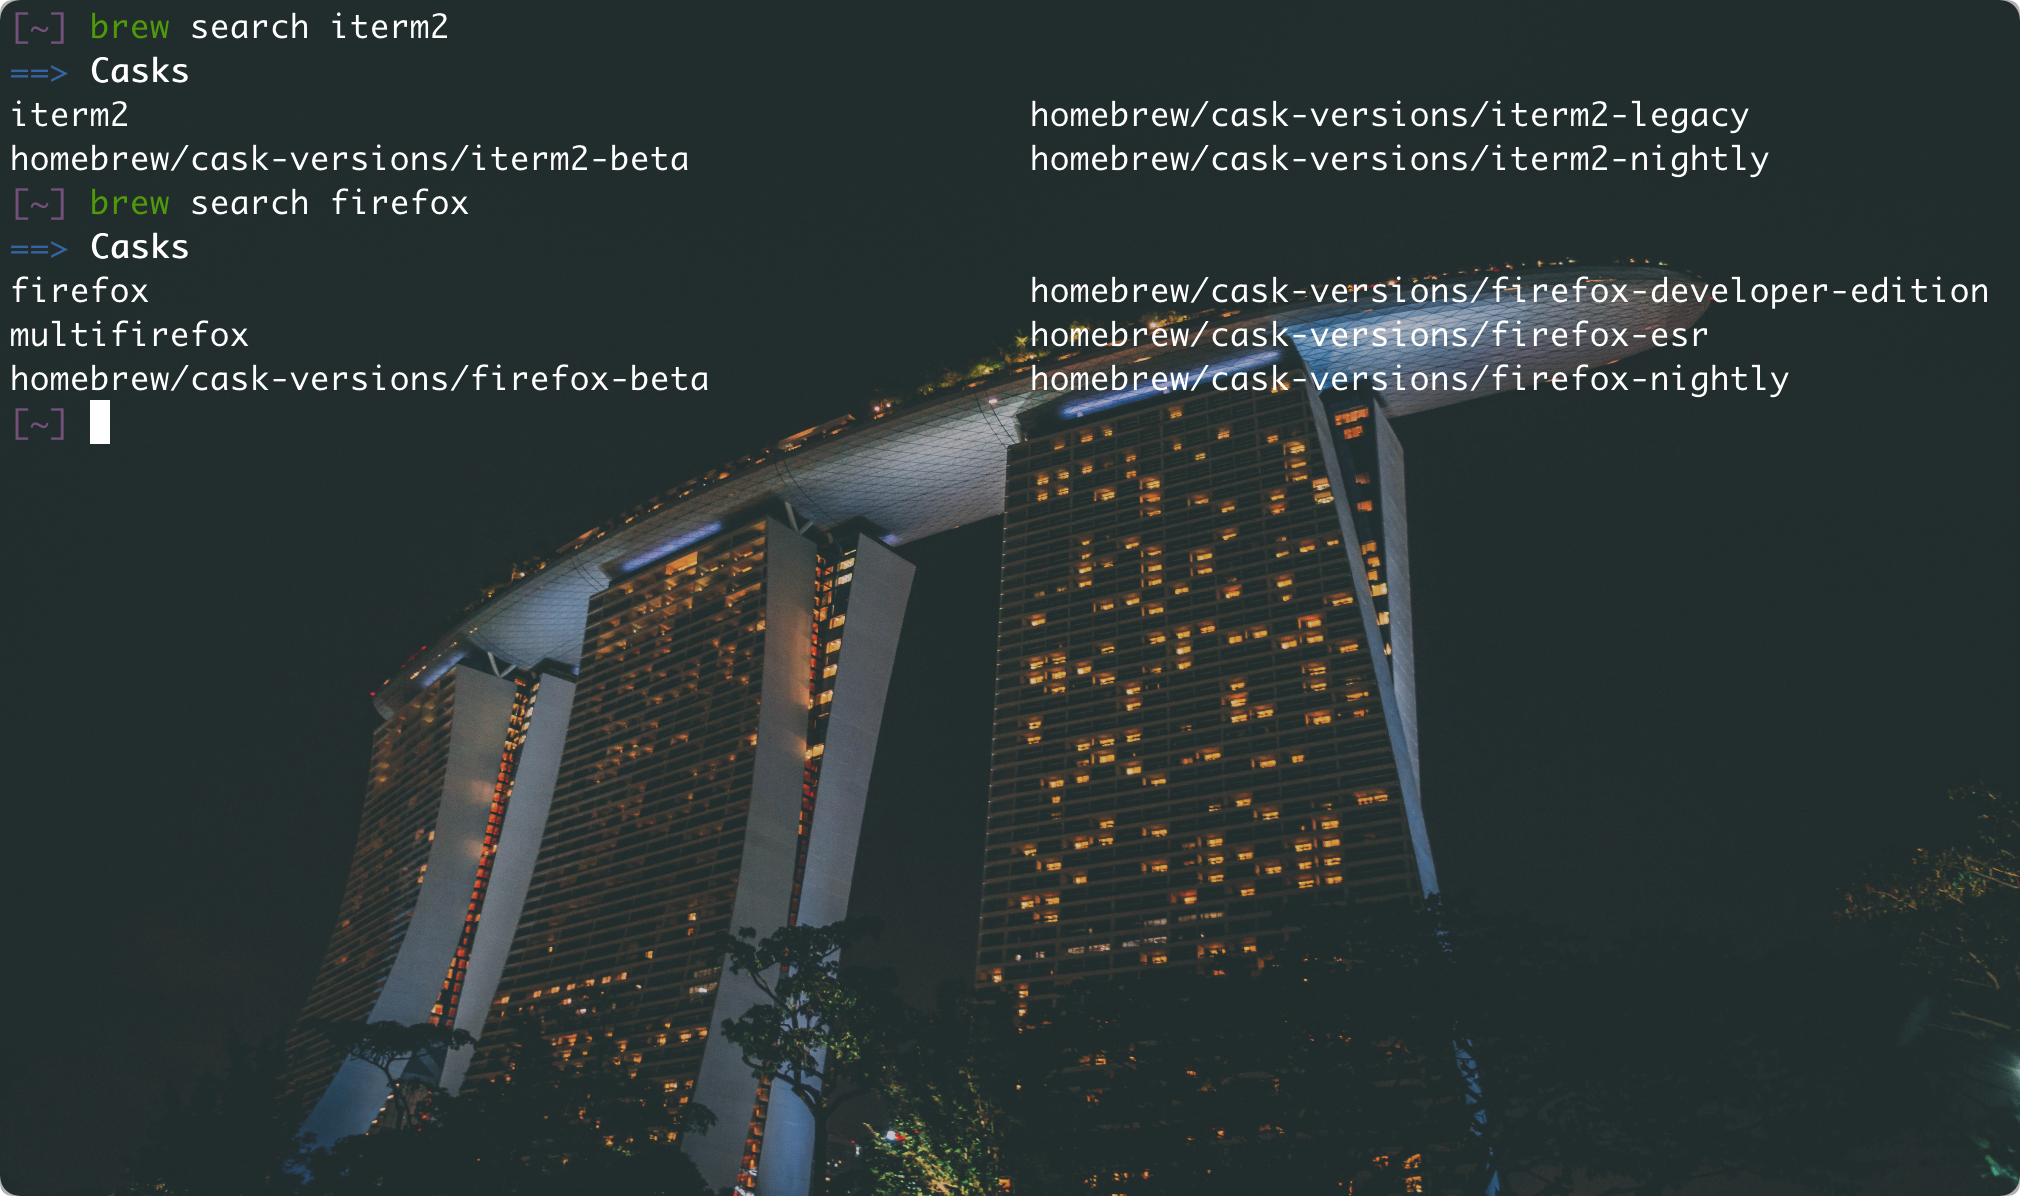 [~] brew search iterm2
==> Casks
iterm2 homebrew/cask-versions/iterm2-legacy
homebrew/cask-versions/iterm2-beta homebrew/cask-versions/iterm2-nightly
[~] brew search firefox
==> Casks
firefox homebrew/cask-versions/firefox-developer-edition
multifirefox homebrew/cask-versions/firefox-esr
homebrew/cask-versions/firefox-beta homebrew/cask-versions/firefox-nightly
[~]